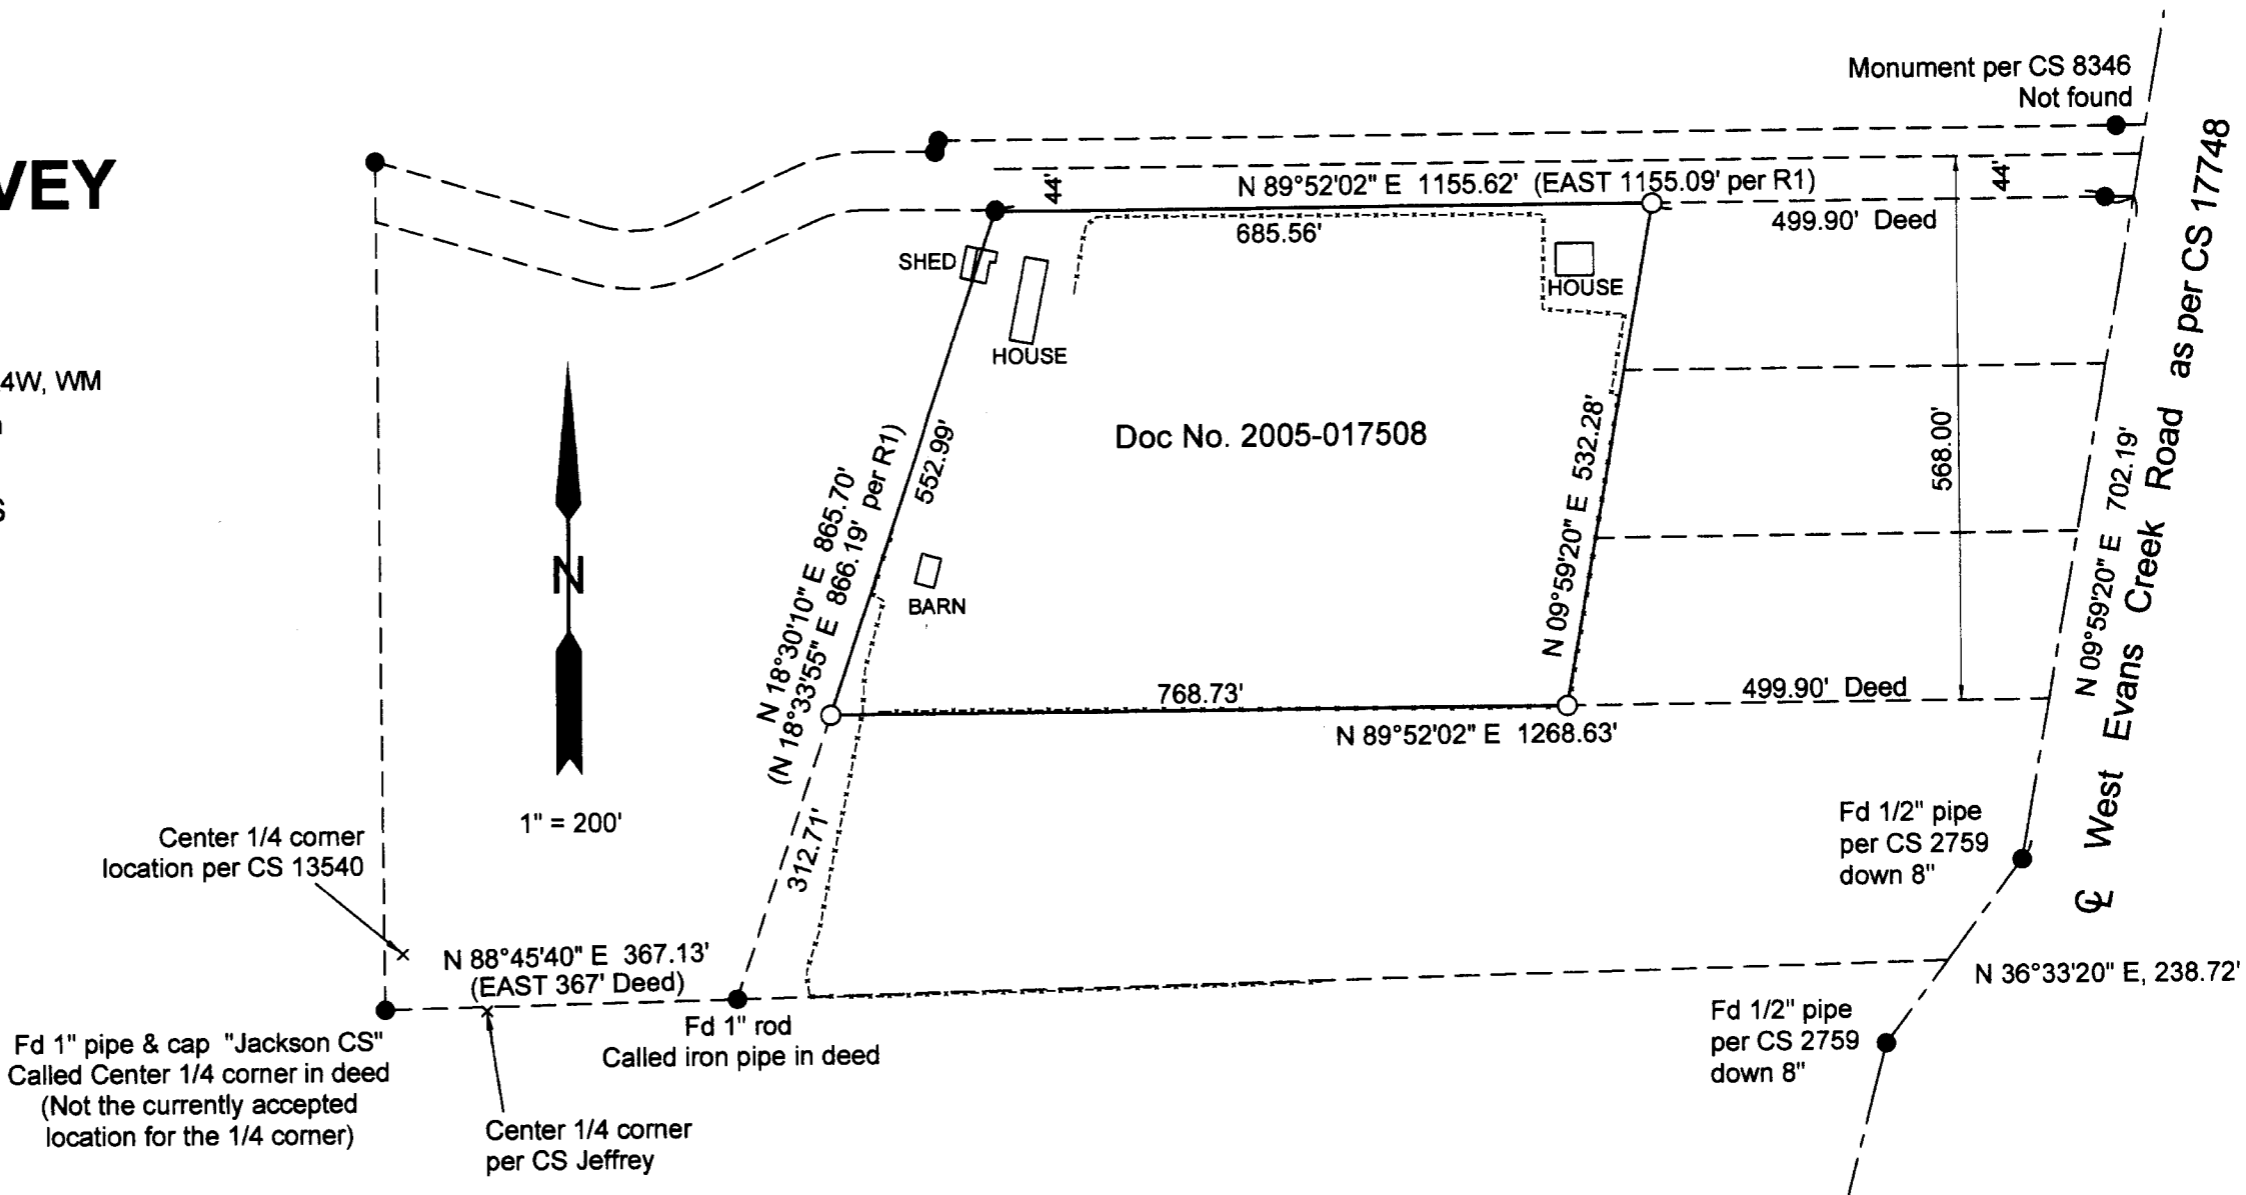 Monument per CS 8346
Not found
VEY
44'
N 89°52'02" E 1155.62' (EAST 1155.09' per R1)
44'
499.90' Deed
685.56'
SHED
HOUSE
HOUSE
4W, WM
Doc No. 2005-017508
552.99'
N 18°30'10" E 865.70'
(N 18°33'55" E 866.19' per R1)
N 09°59'20" E 532.28'
568.00'
N 09°59'20" E 702.19'
West Evans Creek Road as per CS 17748
N
BARN
768.73'
499.90' Deed
N 89°52'02" E 1268.63'
1" = 200'
312.71'
Center 1/4 corner
location per CS 13540
Fd 1/2" pipe
per CS 2759
down 8"
N 88°45'40" E 367.13'
(EAST 367' Deed)
N 36°33'20" E, 238.72'
Fd 1" rod
Called iron pipe in deed
Fd 1/2" pipe
per CS 2759
down 8"
Fd 1" pipe & cap "Jackson CS"
Called Center 1/4 corner in deed
(Not the currently accepted
location for the 1/4 corner)
Center 1/4 corner
per CS Jeffrey